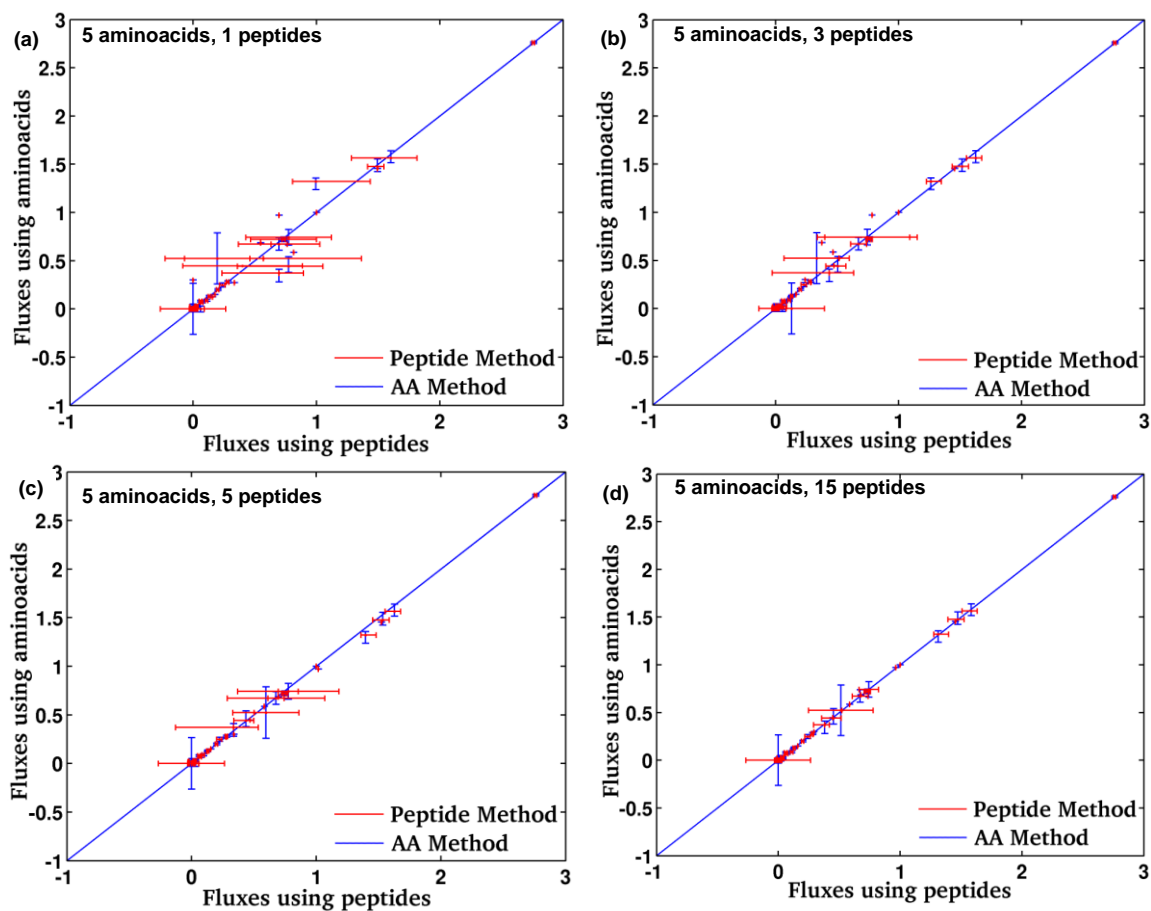 (a) 5 aminoacids, 1 peptides
3
2.5
2
1.5
1
0.5
0
-0.5
-1
Fluxes using aminoacids
Peptide Method
AA Method
-1 0 1 2 3
Fluxes using peptides
(b) 5 aminoacids, 3 peptides
3
2.5
2
1.5
1
0.5
0
-0.5
-1
Fluxes using aminoacids
Peptide Method
AA Method
-1 0 1 2 3
Fluxes using peptides
(c) 5 aminoacids, 5 peptides
3
2.5
2
1.5
1
0.5
0
-0.5
-1
Fluxes using aminoacids
Peptide Method
AA Method
-1 0 1 2 3
Fluxes using peptides
(d) 5 aminoacids, 15 peptides
3
2.5
2
1.5
1
0.5
0
-0.5
-1
Fluxes using aminoacids
Peptide Method
AA Method
-1 0 1 2 3
Fluxes using peptides